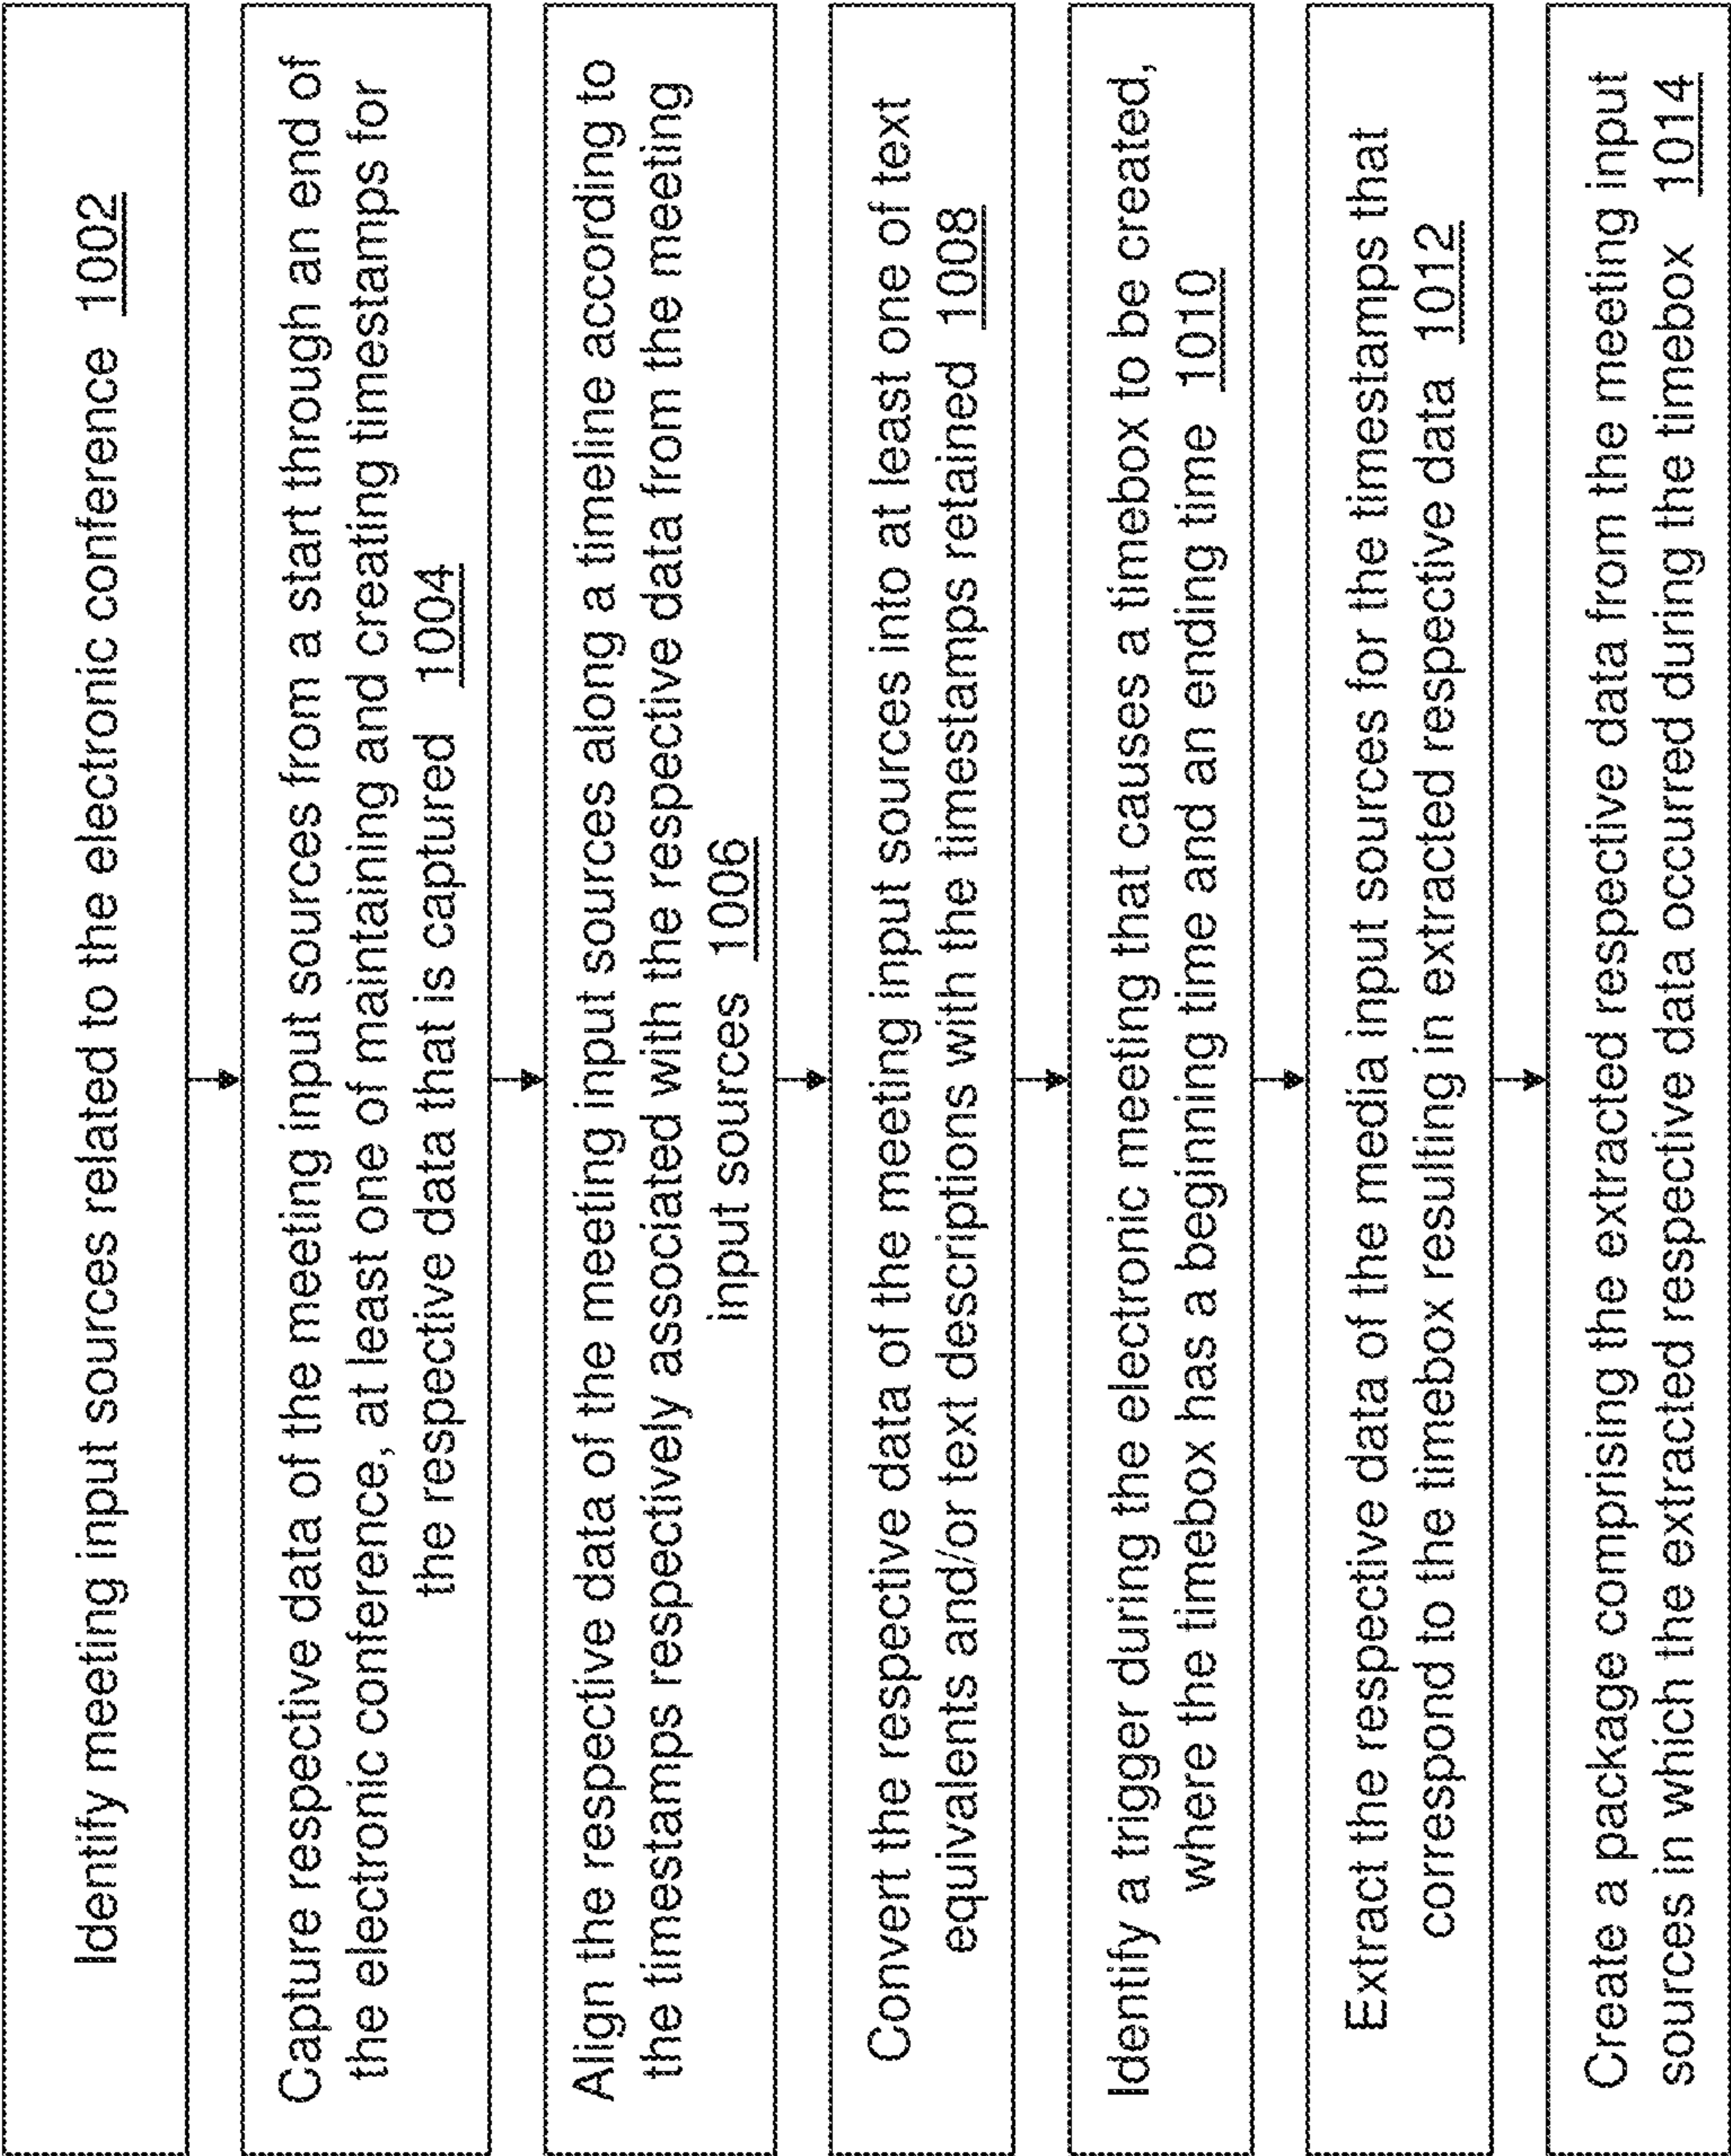 Identify meeting input sources related to the electronic conference 1002
Capture respective data of the meeting input sources from a start through an end of
the electronic conference, at least one of maintaining and creating timestamps for
the respective data that is captured 1004
Align the respective data of the meeting input sources along a timeline according to
the timestamps respectively associated with the respective data from the meeting
input sources 1006
Convert the respective data of the meeting input sources into at least one of text
equivalents and/or text descriptions with the timestamps retained 1008
Identify a trigger during the electronic meeting that causes a timebox to be created,
where the timebox has a beginning time and an ending time 1010
Extract the respective data of the media input sources for the timestamps that
correspond to the timebox resulting in extracted respective data 1012
Create a package comprising the extracted respective data from the meeting input
sources in which the extracted respective data occurred during the timebox 1014